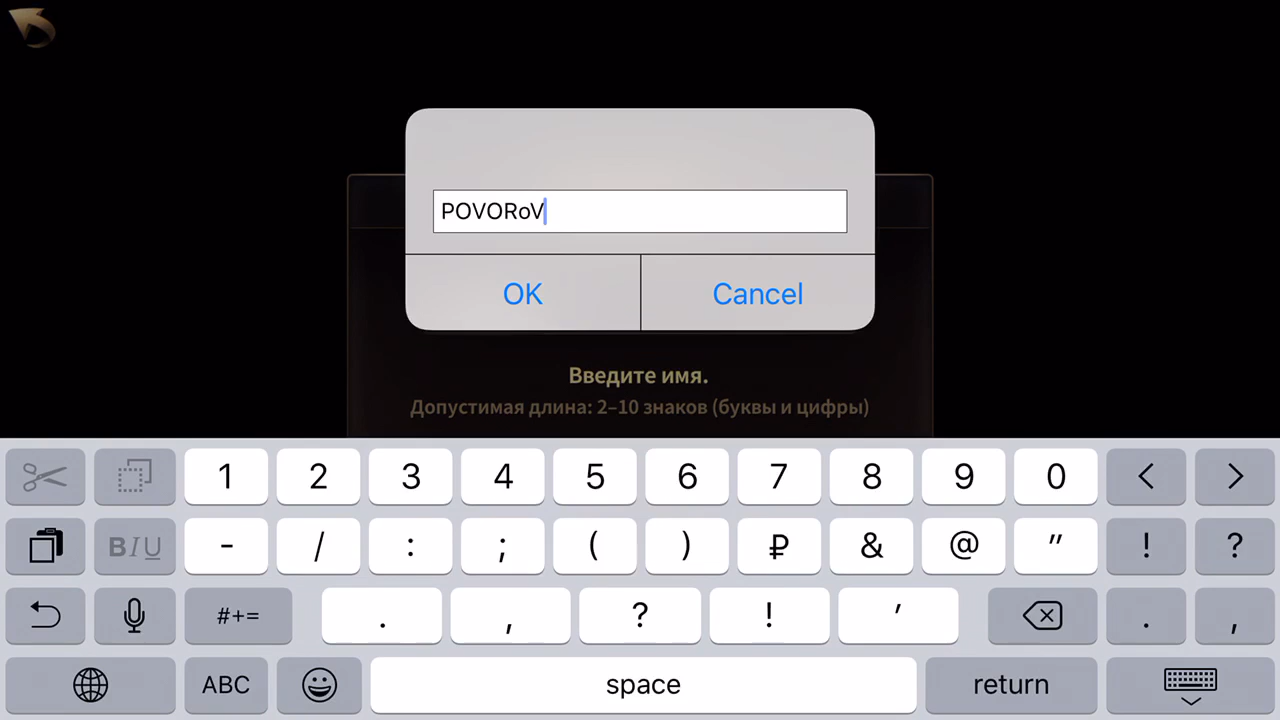 POVORoV
OK Cancel
Введите имя.
Допустимая длина: 2–10 знаков (буквы и цифры)
1 2 3 4 5 6 7 8 9 0 < >
BIU - / : ; ( ) ₽ & @ " ! ?
#+= . , ? ! ' . ,
ABC space return